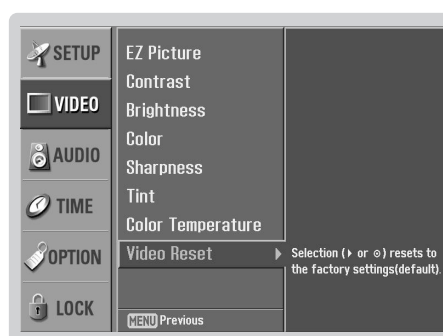 SETUP
VIDEO
AUDIO
TIME
OPTION
LOCK
EZ Picture
Contrast
Brightness
Color
Sharpness
Tint
Color Temperature
Video Reset
MENU Previous
Selection ( or ⊙) resets to
the factory settings(default).